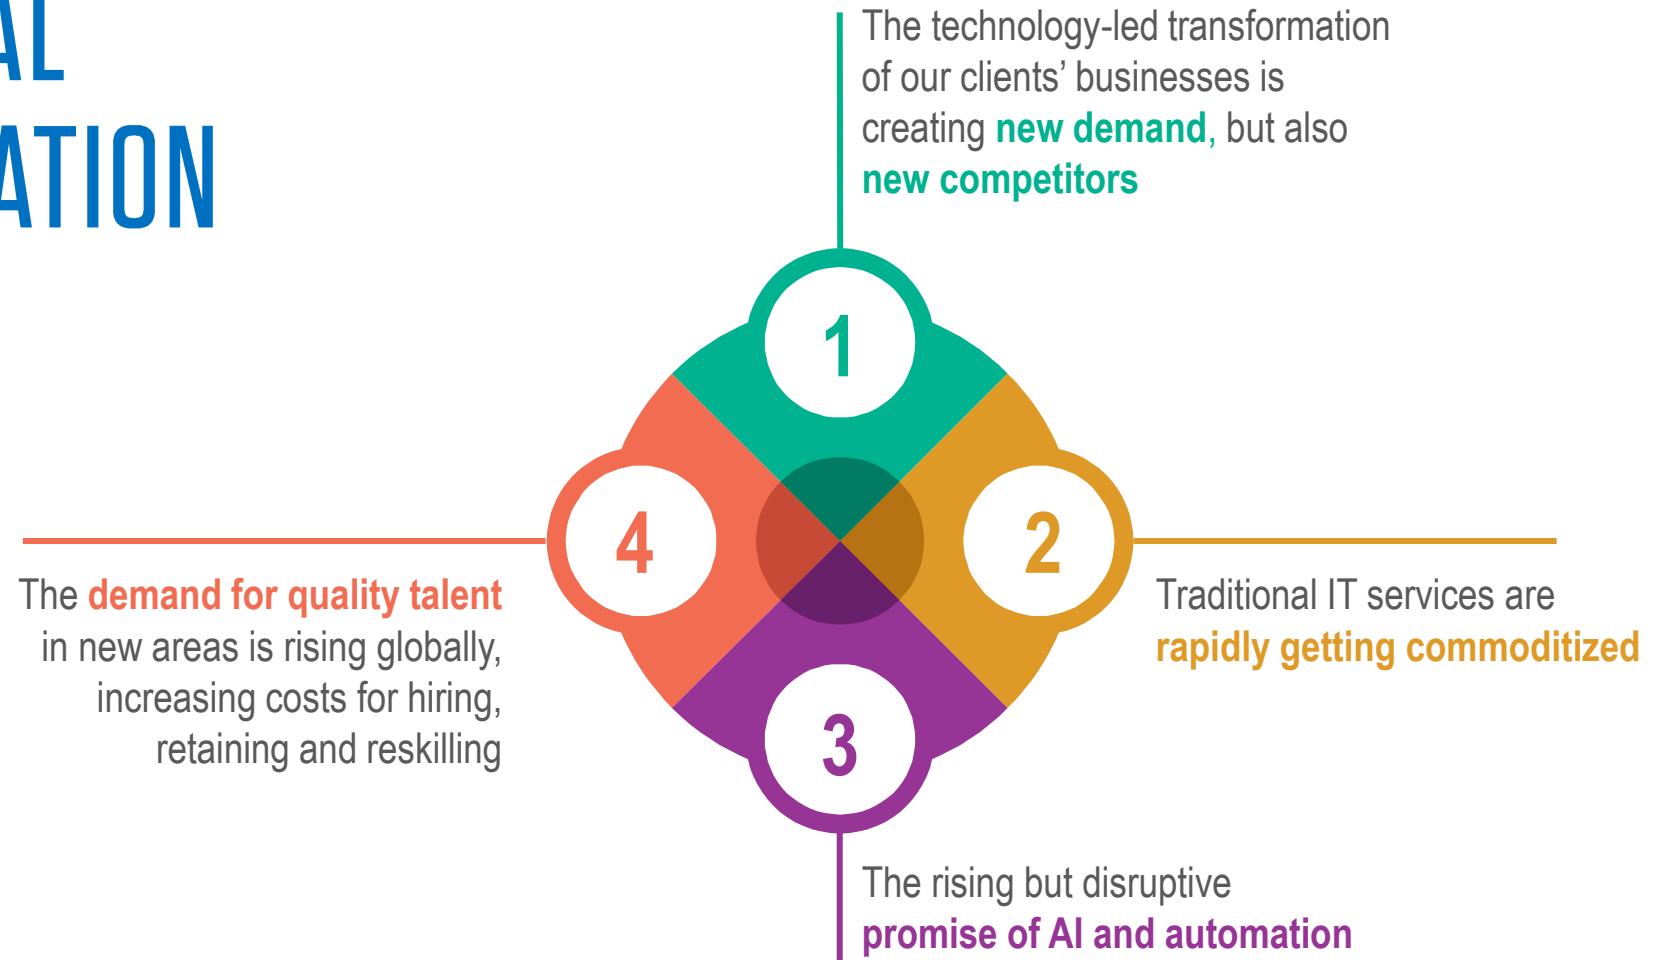 AL
ATION
The technology-led transformation
of our clients’ businesses is
creating new demand, but also
new competitors
1
2
Traditional IT services are
rapidly getting commoditized
3
The rising but disruptive
promise of AI and automation
4
The demand for quality talent
in new areas is rising globally,
increasing costs for hiring,
retaining and reskilling